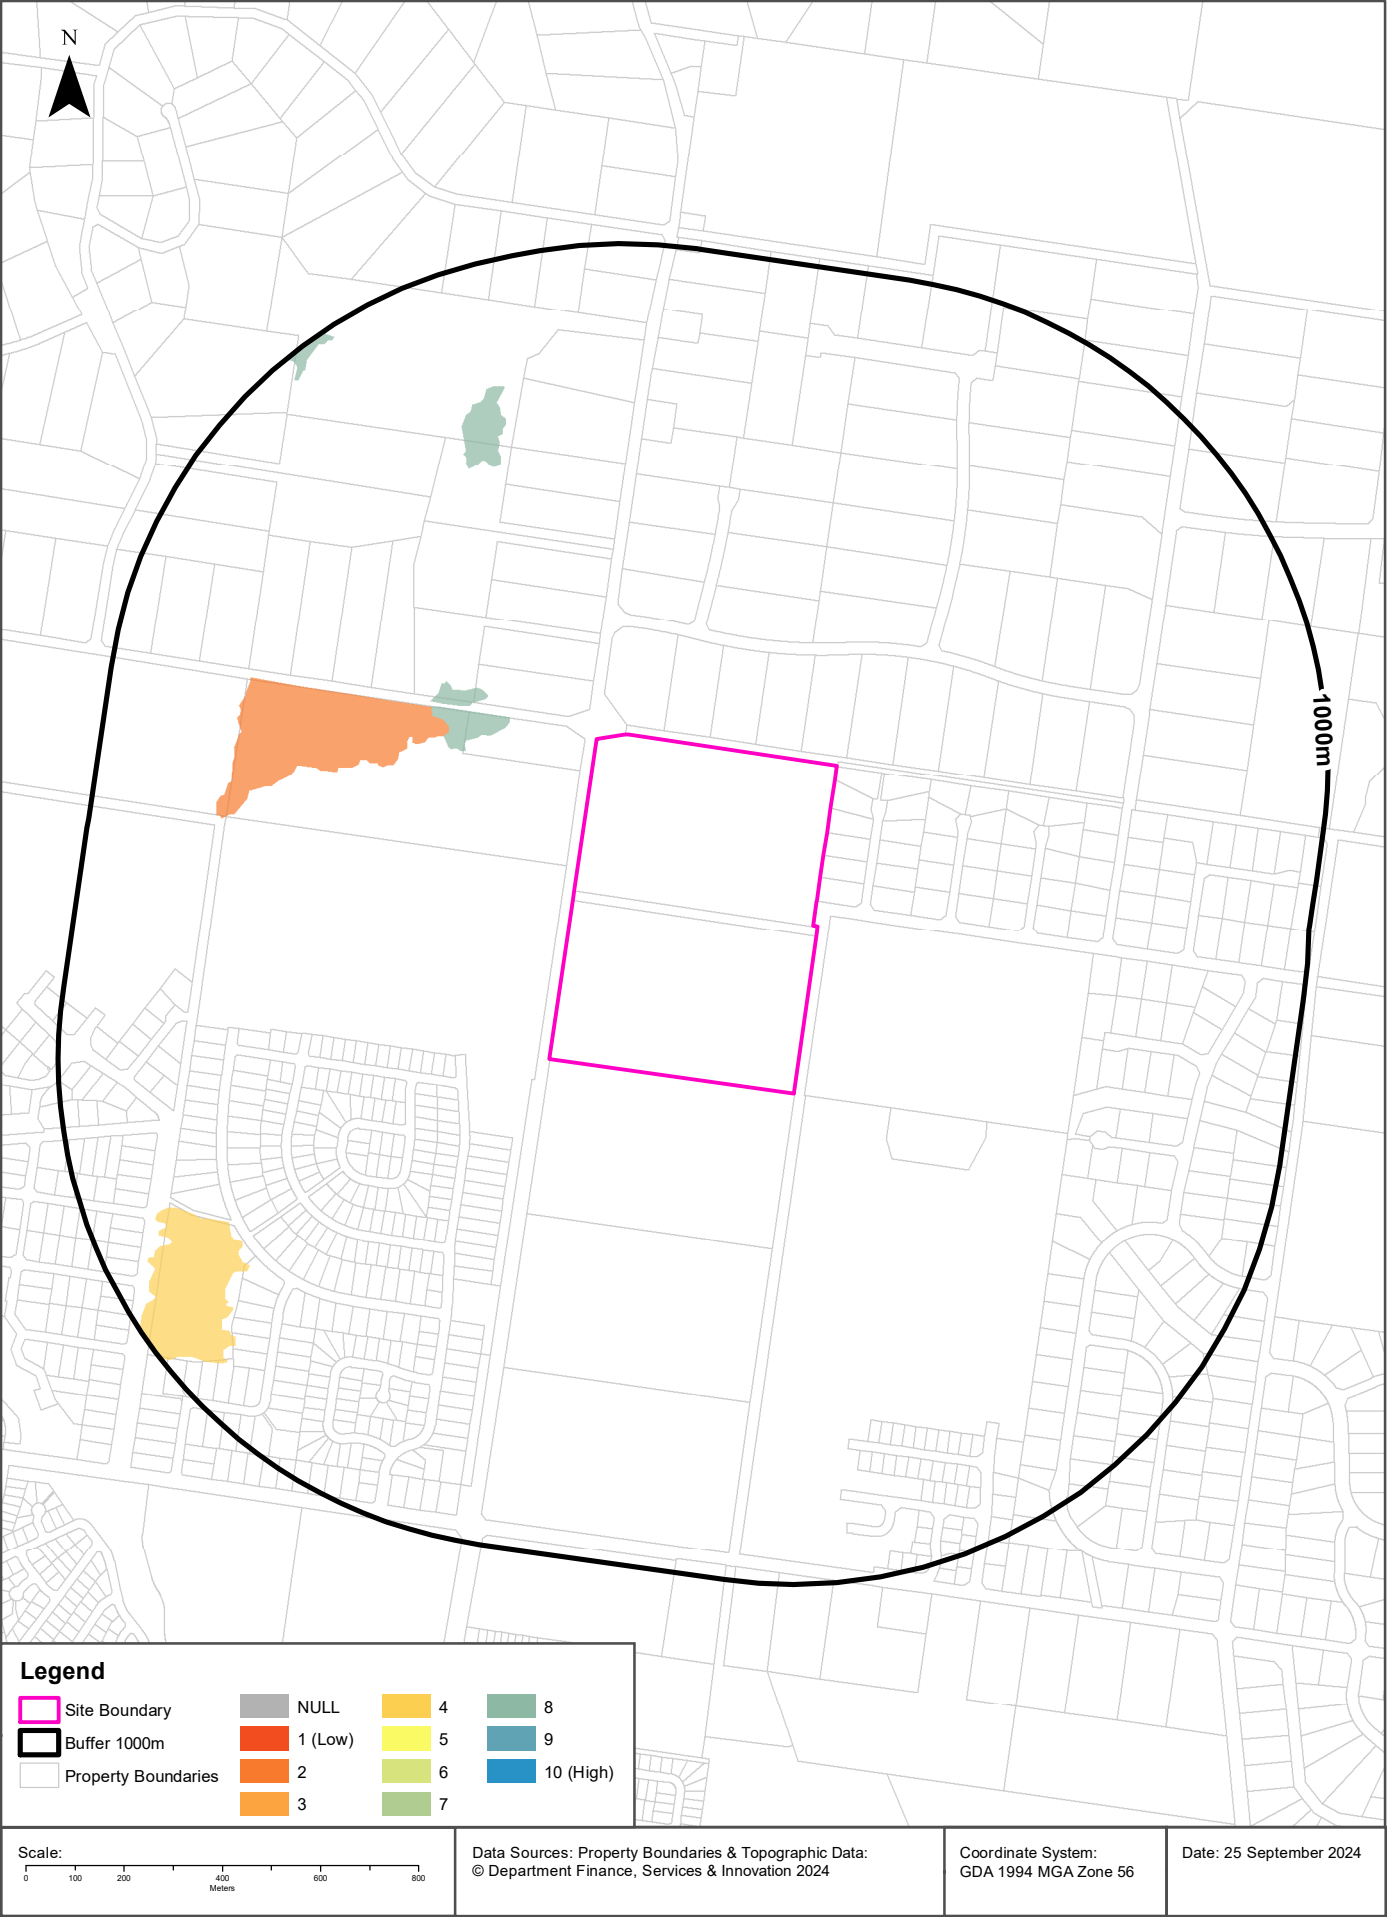 N
1000m
Legend
Site Boundary
Buffer 1000m
Property Boundaries
NULL
1 (Low)
2
3
4
5
6
7
8
9
10 (High)
Scale:
0 100 200 400 600 800
Meters
Data Sources: Property Boundaries & Topographic Data:
© Department Finance, Services & Innovation 2024
Coordinate System:
GDA 1994 MGA Zone 56
Date: 25 September 2024